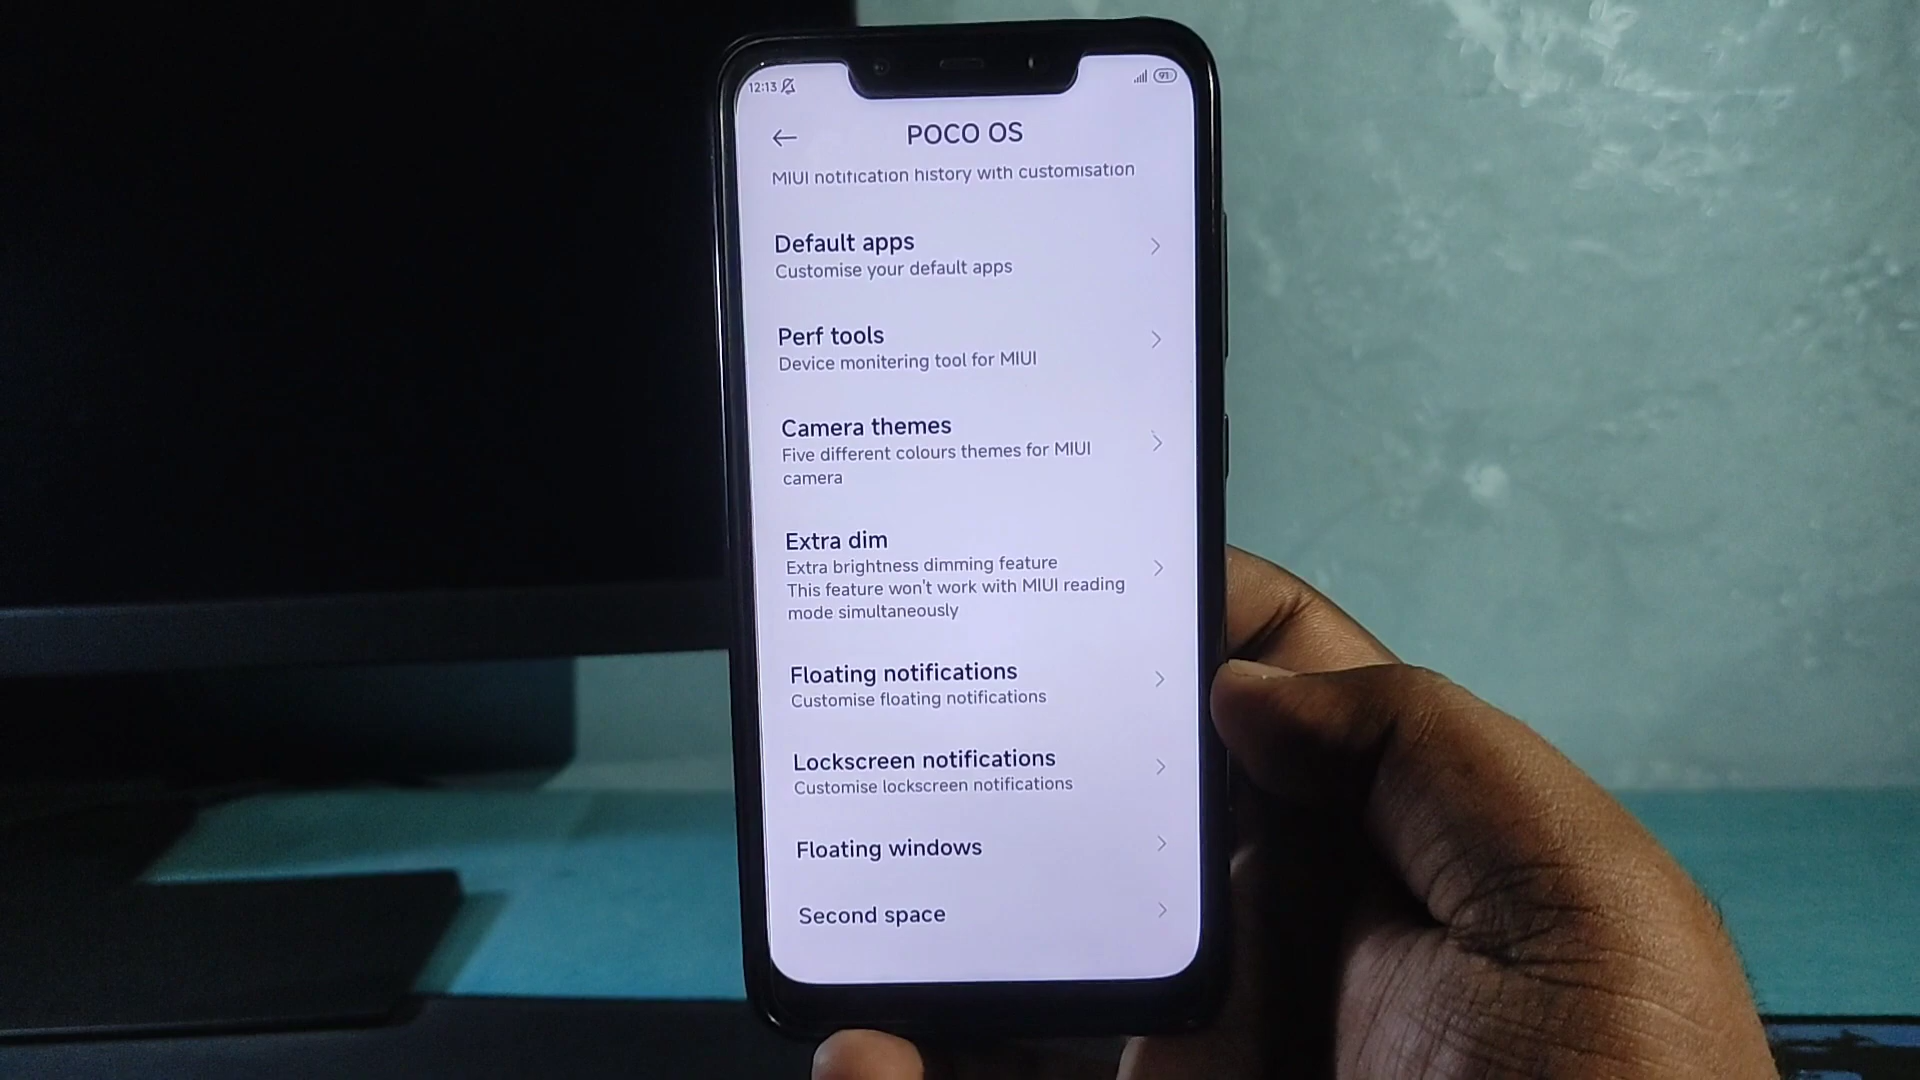 12:13
91
POCO OS
MIUI notification history with customisation
Default apps
Customise your default apps
Perf tools
Device monitering tool for MIUI
Camera themes
Five different colours themes for MIUI
camera
Extra dim
Extra brightness dimming feature
This feature won't work with MIUI reading
mode simultaneously
Floating notifications
Customise floating notifications
Lockscreen notifications
Customise lockscreen notifications
Floating windows
Second space